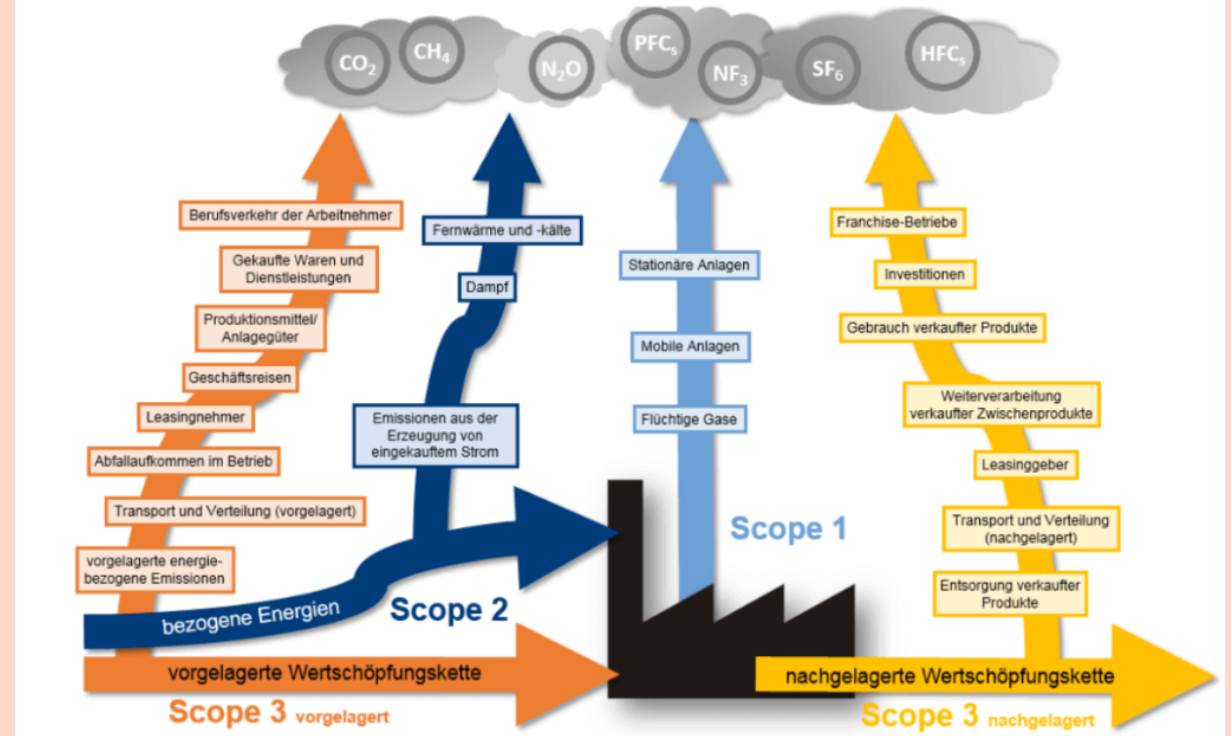 CO₂
CH₄
N₂O
PFCₛ
NF₃
SF₆
HFCₛ
Berufsverkehr der Arbeitnehmer
Gekaufte Waren und
Dienstleistungen
Produktionsmittel/
Anlagegüter
Geschäftsreisen
Leasingnehmer
Abfallaufkommen im Betrieb
Transport und Verteilung (vorgelagert)
vorgelagerte energie-
bezogene Emissionen
Fernwärme und -kälte
Dampf
Emissionen aus der
Erzeugung von
eingekauftem Strom
Stationäre Anlagen
Mobile Anlagen
Flüchtige Gase
Scope 1
Franchise-Betriebe
Investitionen
Gebrauch verkaufter Produkte
Weiterverarbeitung
verkaufter Zwischenprodukte
Leasinggeber
Transport und Verteilung
(nachgelagert)
Entsorgung verkaufter
Produkte
bezogene Energien
Scope 2
vorgelagerte Wertschöpfungskette
Scope 3 vorgelagert
nachgelagerte Wertschöpfungskette
Scope 3 nachgelagert